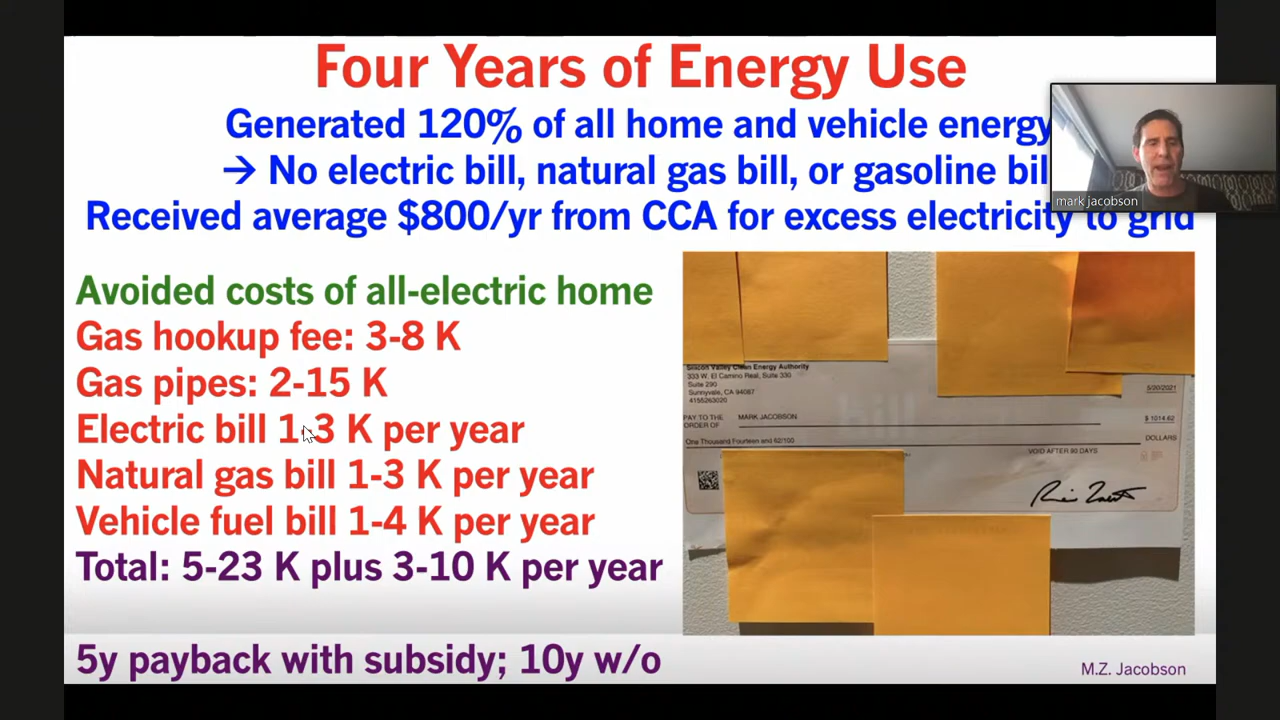 Four Years of Energy Use
Generated 120% of all home and vehicle energy
→ No electric bill, natural gas bill, or gasoline bil
Received average $800/yr from CCA for excess electricity to grid
mark jacobson
Avoided costs of all-electric home
Gas hookup fee: 3-8 K
Gas pipes: 2-15 K
Electric bill 1-3 K per year
Natural gas bill 1-3 K per year
Vehicle fuel bill 1-4 K per year
Total: 5-23 K plus 3-10 K per year
5y payback with subsidy; 10y w/o
Silicon Valley Clean Energy Authority
333 W. El Camino Real, Suite 330
Suite 290
Sunnyvale, CA 94087
4155263020
5/20/2021
PAY TO THE
ORDER OF
MARK JACOBSON
$ 1014.62
One Thousand Fourteen and 62/100
DOLLARS
VOID AFTER 90 DAYS
M.Z. Jacobson